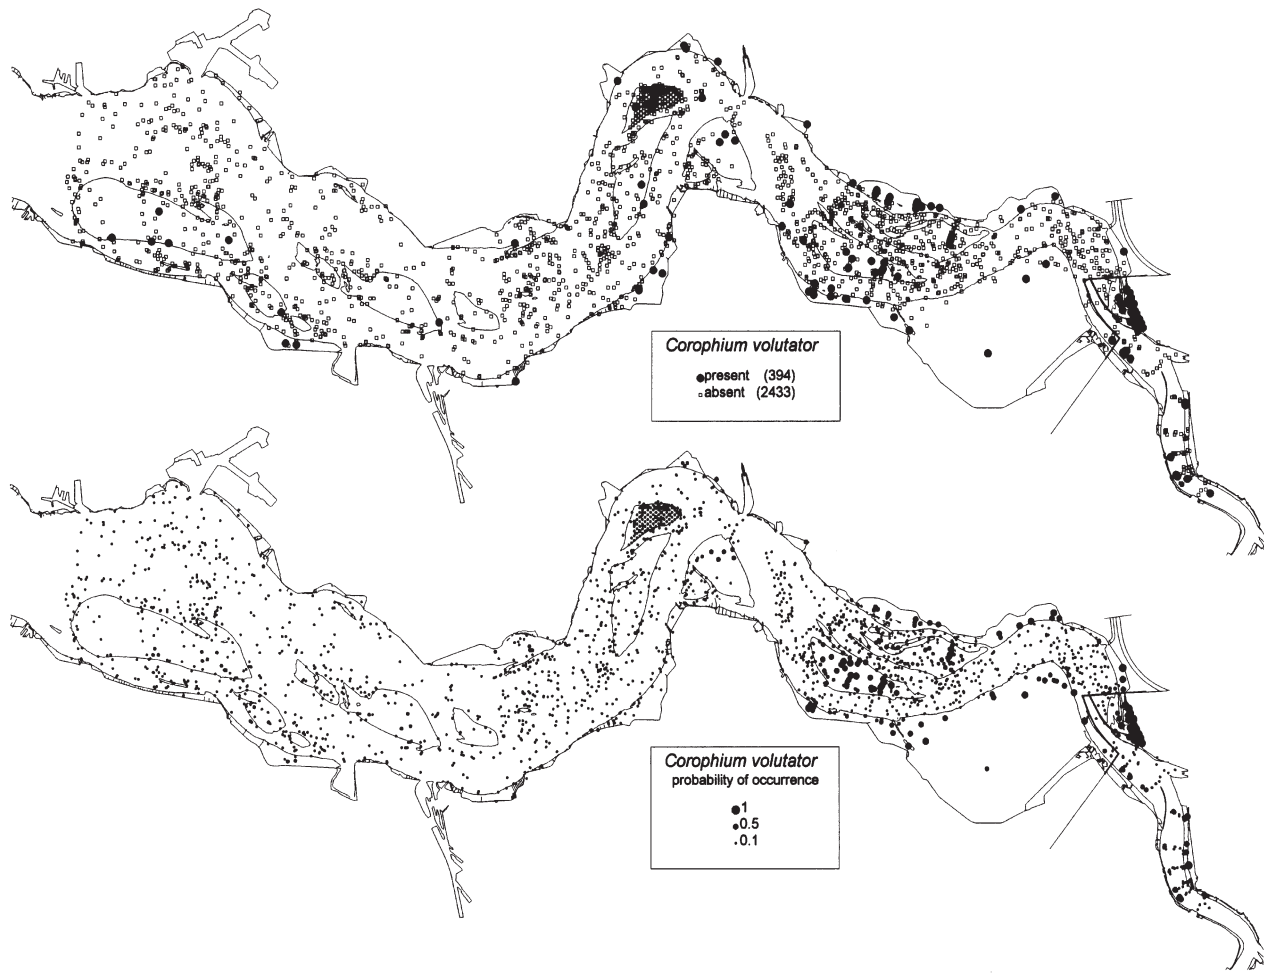 Corophium volutator
present (394)
absent (2433)
Corophium volutator
probability of occurrence
1
0.5
0.1